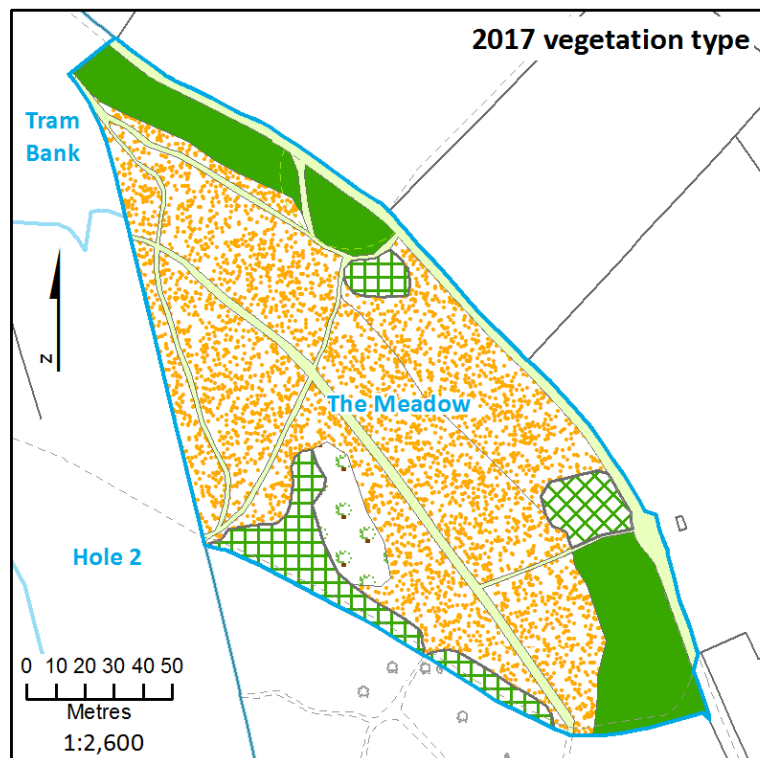 2017 vegetation type
Tram
Bank
Z
The Meadow
Hole 2
0 10 20 30 40 50
Metres
1:2,600